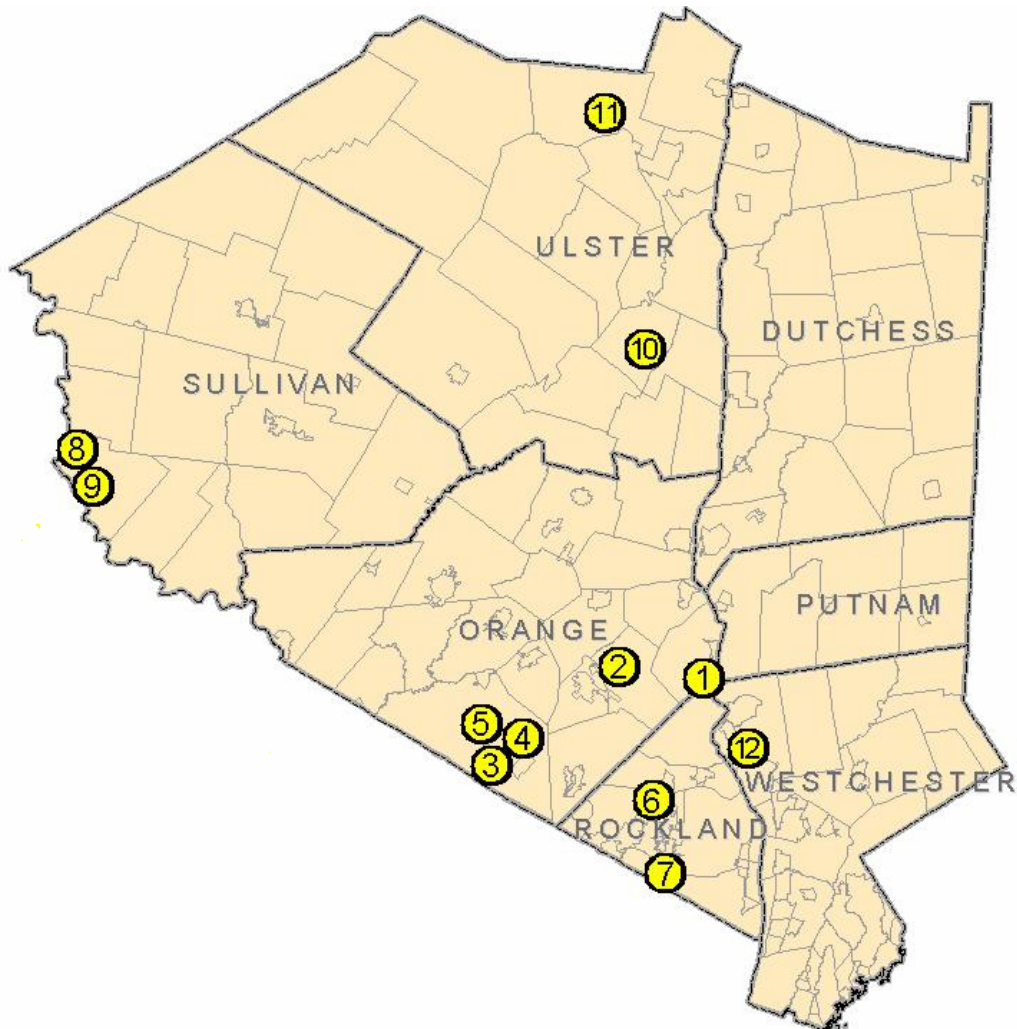 11
ULSTER
10
DUTCHESS
SULLIVAN
8
9
PUTNAM
ORANGE
2
1
5
4
3
12
WESTCHESTER
6
ROCKLAND
7